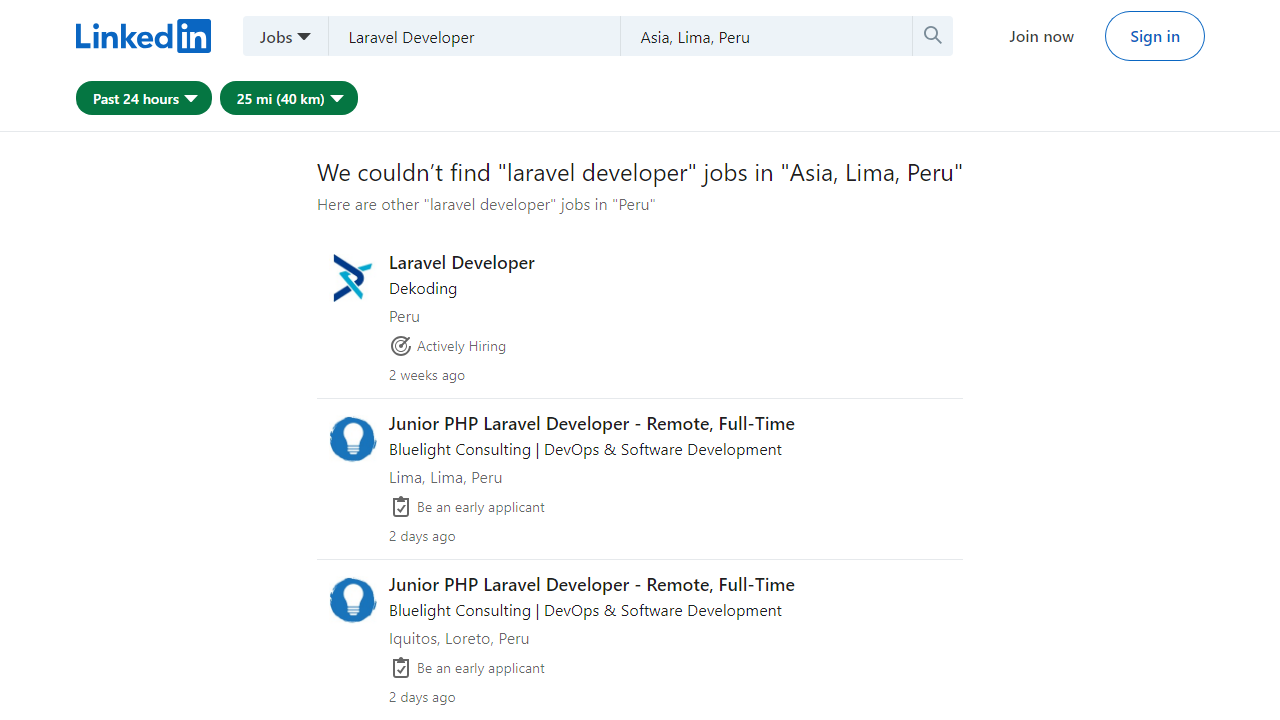 LinkedIn
Jobs
Laravel Developer
Asia, Lima, Peru
Join now
Sign in
Past 24 hours
25 mi (40 km)
We couldn’t find "laravel developer" jobs in "Asia, Lima, Peru"
Here are other "laravel developer" jobs in "Peru"
Laravel Developer
Dekoding
Peru
Actively Hiring
2 weeks ago
Junior PHP Laravel Developer - Remote, Full-Time
Bluelight Consulting | DevOps & Software Development
Lima, Lima, Peru
Be an early applicant
2 days ago
Junior PHP Laravel Developer - Remote, Full-Time
Bluelight Consulting | DevOps & Software Development
Iquitos, Loreto, Peru
Be an early applicant
2 days ago